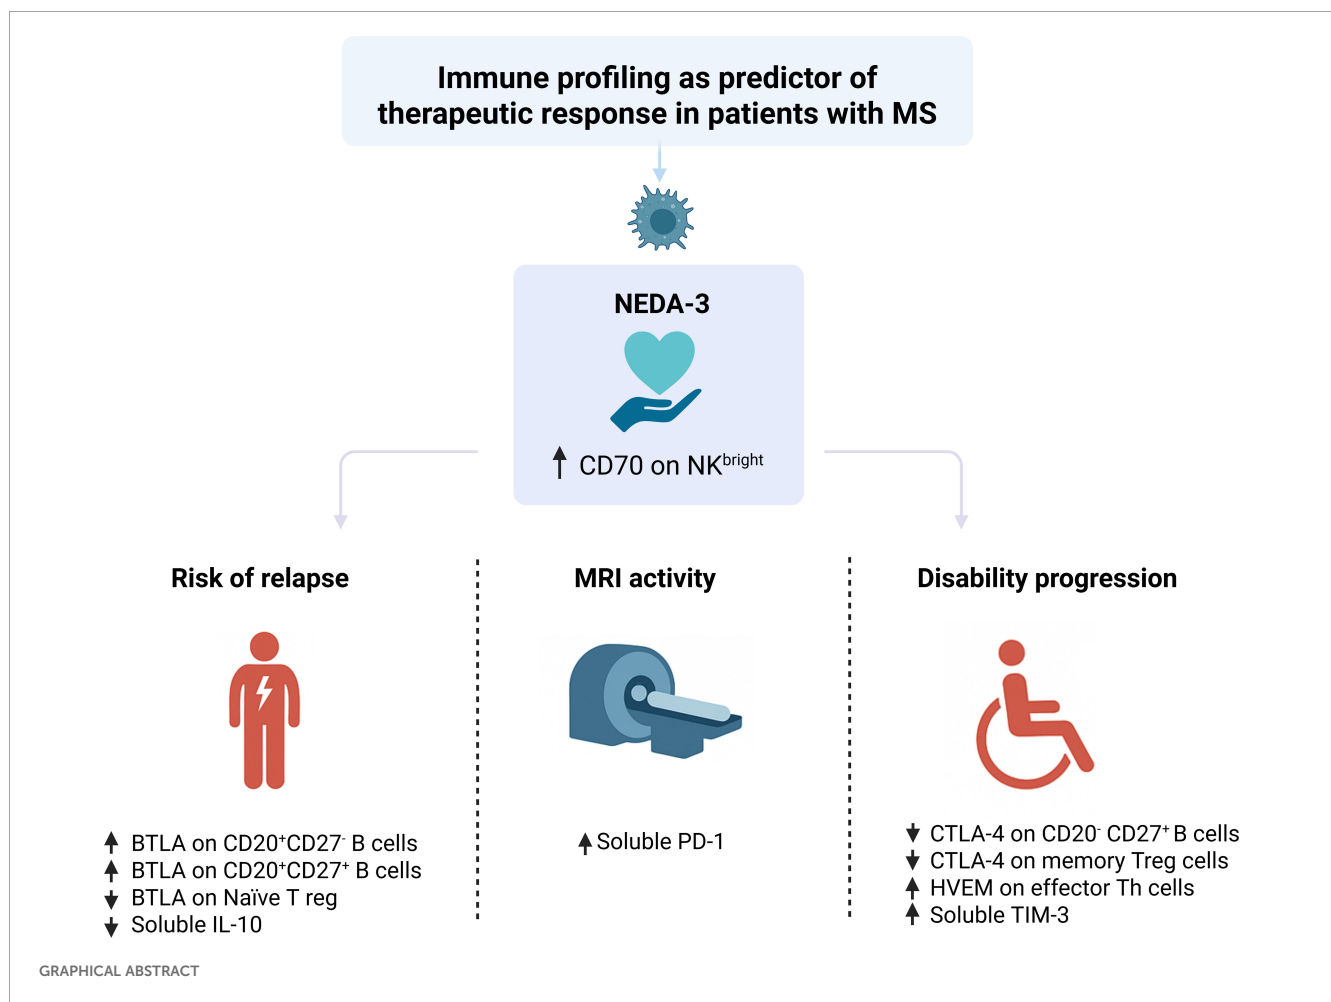 Immune profiling as predictor of
therapeutic response in patients with MS
NEDA-3
↑ CD70 on NKbright
Risk of relapse
↑ BTLA on CD20⁺CD27⁻ B cells
↑ BTLA on CD20⁺CD27⁺ B cells
↓ BTLA on Naïve T reg
↓ Soluble IL-10
MRI activity
↑ Soluble PD-1
Disability progression
↓ CTLA-4 on CD20⁻ CD27⁺ B cells
↓ CTLA-4 on memory Treg cells
↑ HVEM on effector Th cells
↑ Soluble TIM-3
GRAPHICAL ABSTRACT